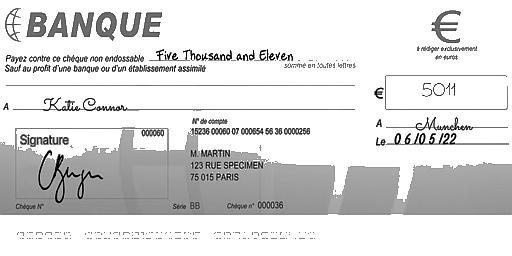 BANQUE
€
à rédiger exclusivement
en euros
Payez contre ce chèque non endossable Five Thousand and Eleven
Sauf au profit d'une banque ou d'un établissement assimilé
somme en toutes lettres
€ 5011
A Katie Connor
A Munchen
Le 06/05/22
Signature
000060
N° de compte
15236 00060 07 000654 56 36 0000256
M. MARTIN
123 RUE SPECIMEN
75 015 PARIS
Chèque N° Série BB Chèque n° 000036